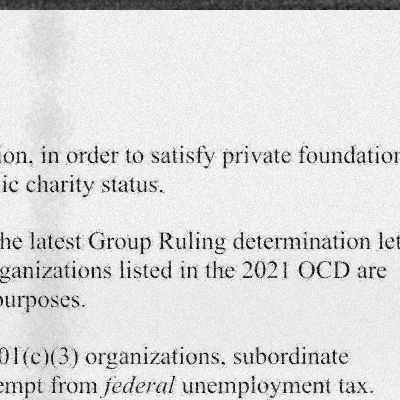 ion, in order to satisfy private foundation
ic charity status.
he latest Group Ruling determination let
ganizations listed in the 2021 OCD are
purposes.
01(c)(3) organizations, subordinate
empt from federal unemployment tax.